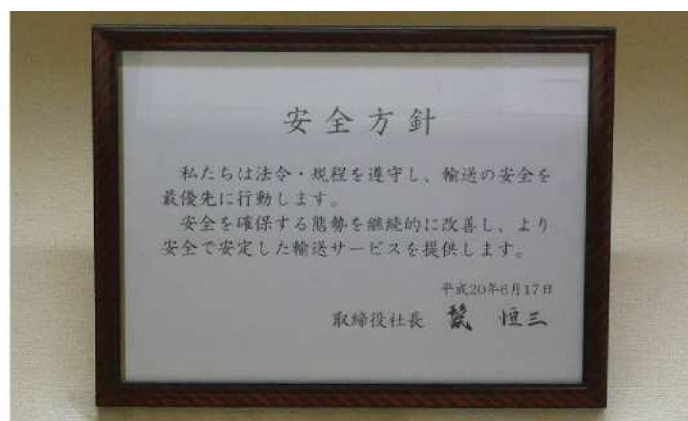 安全方針
私たちは法令・規程を遵守し、輸送の安全を
最優先に行動します。
安全を確保する態勢を継続的に改善し、より
安全で安定した輸送サービスを提供します。
平成20年6月17日
取締役社長 恒三